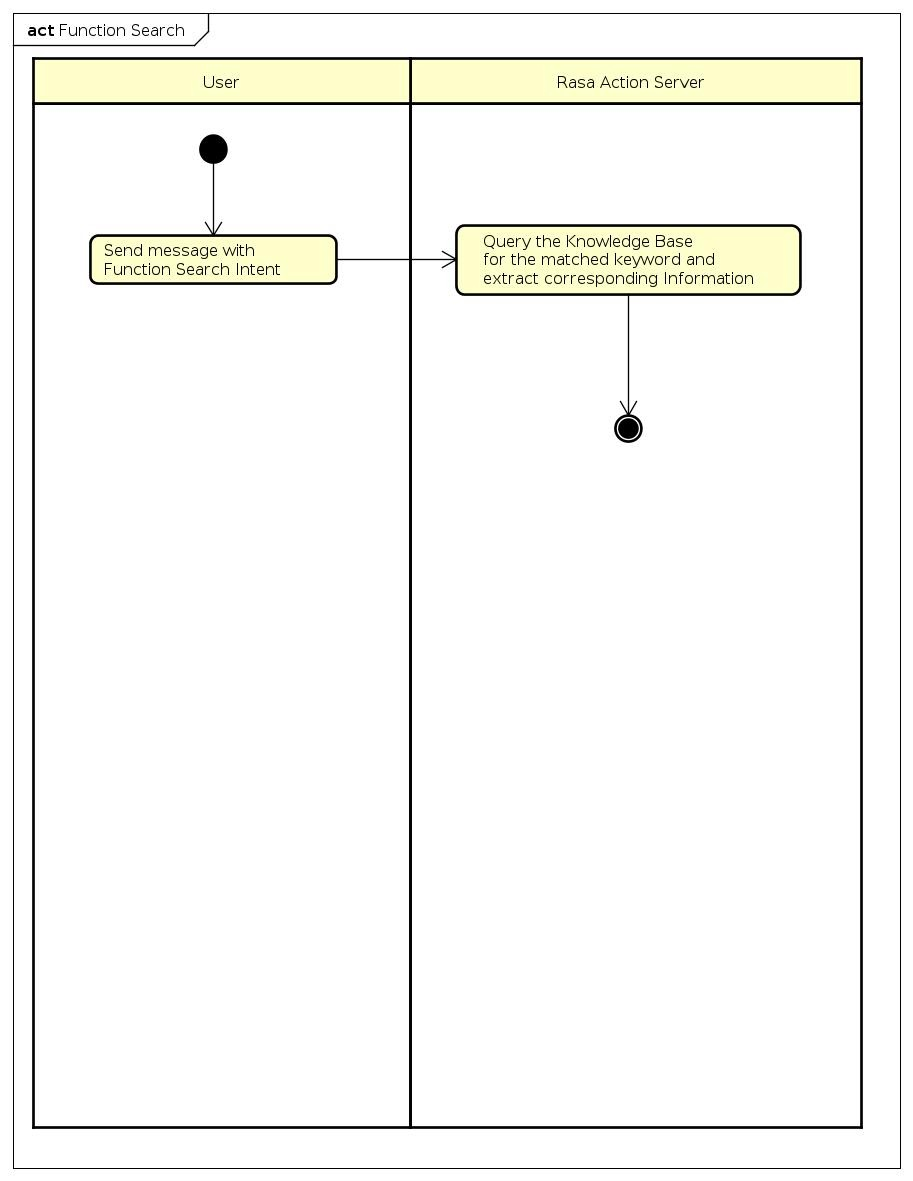 act Function Search
User
Rasa Action Server
Send message with
Function Search Intent
Query the Knowledge Base
for the matched keyword and
extract corresponding Information